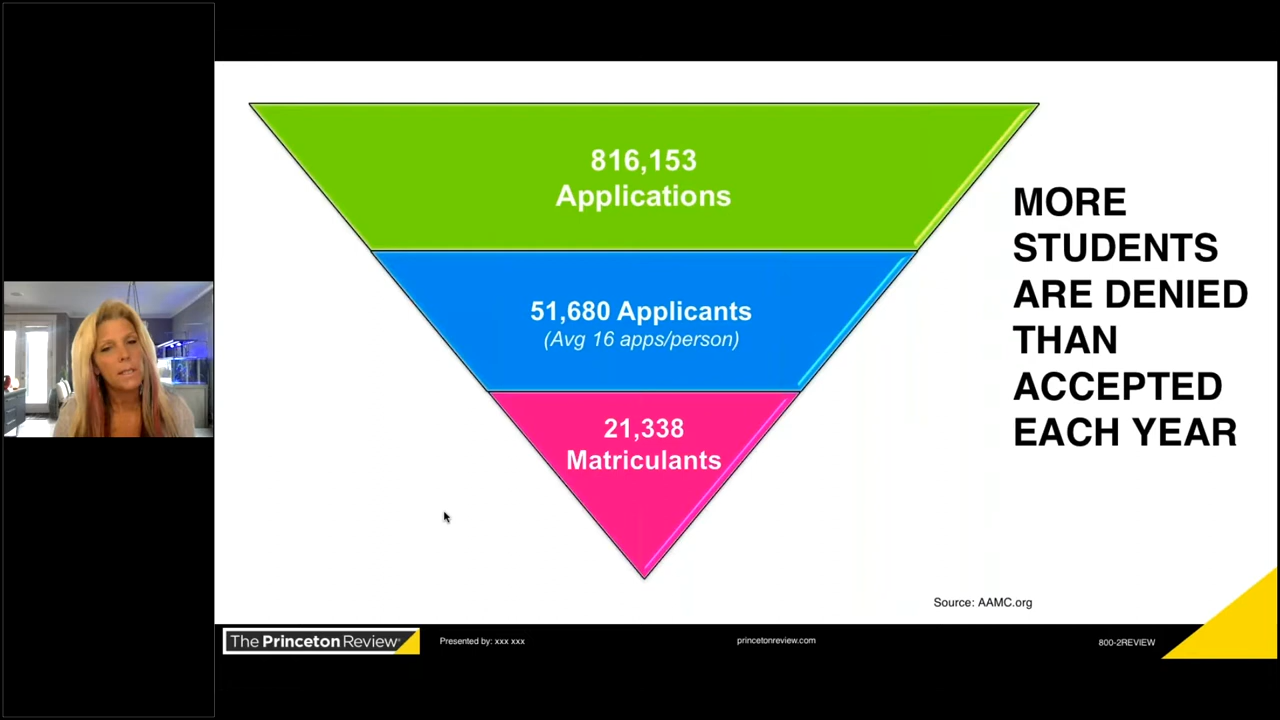 816,153
Applications
51,680 Applicants
(Avg 16 apps/person)
21,338
Matriculants
MORE
STUDENTS
ARE DENIED
THAN
ACCEPTED
EACH YEAR
Source: AAMC.org
The Princeton Review
Presented by: xxx xxx
princetonreview.com
800-2REVIEW